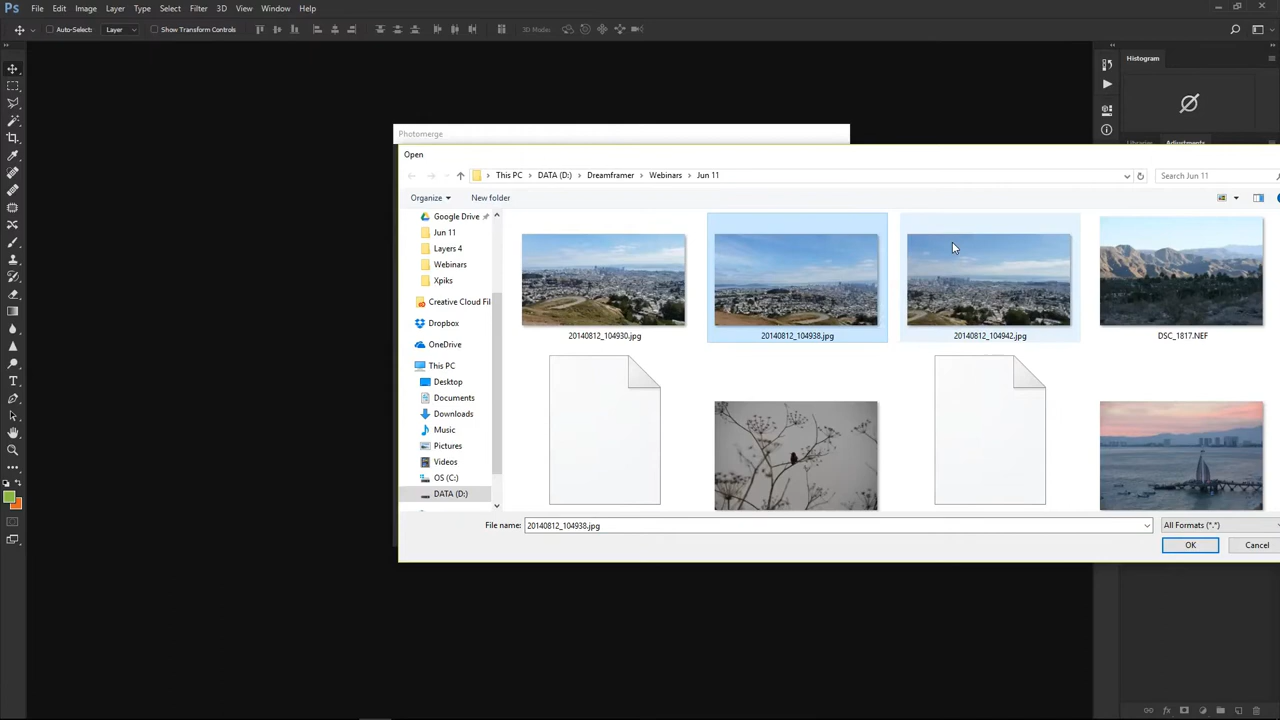 Ps File Edit Image Layer Type Select Filter 3D View Window Help
Auto-Select: Layer Show Transform Controls 3D Mode:
Histogram
Photomerge
Open
This PC > DATA (D:) > Dreamframer > Webinars > Jun 11
Search Jun 11
Organize New folder
Google Drive
Jun 11
Layers 4
Webinars
Xpiks
Creative Cloud Fil
Dropbox
OneDrive
This PC
Desktop
Documents
Downloads
Music
Pictures
Videos
OS (C:)
DATA (D:)
20140812_104930.jpg 20140812_104938.jpg 20140812_104942.jpg DSC_1817.NEF
File name: 20140812_104938.jpg All Formats (*.*)
OK Cancel